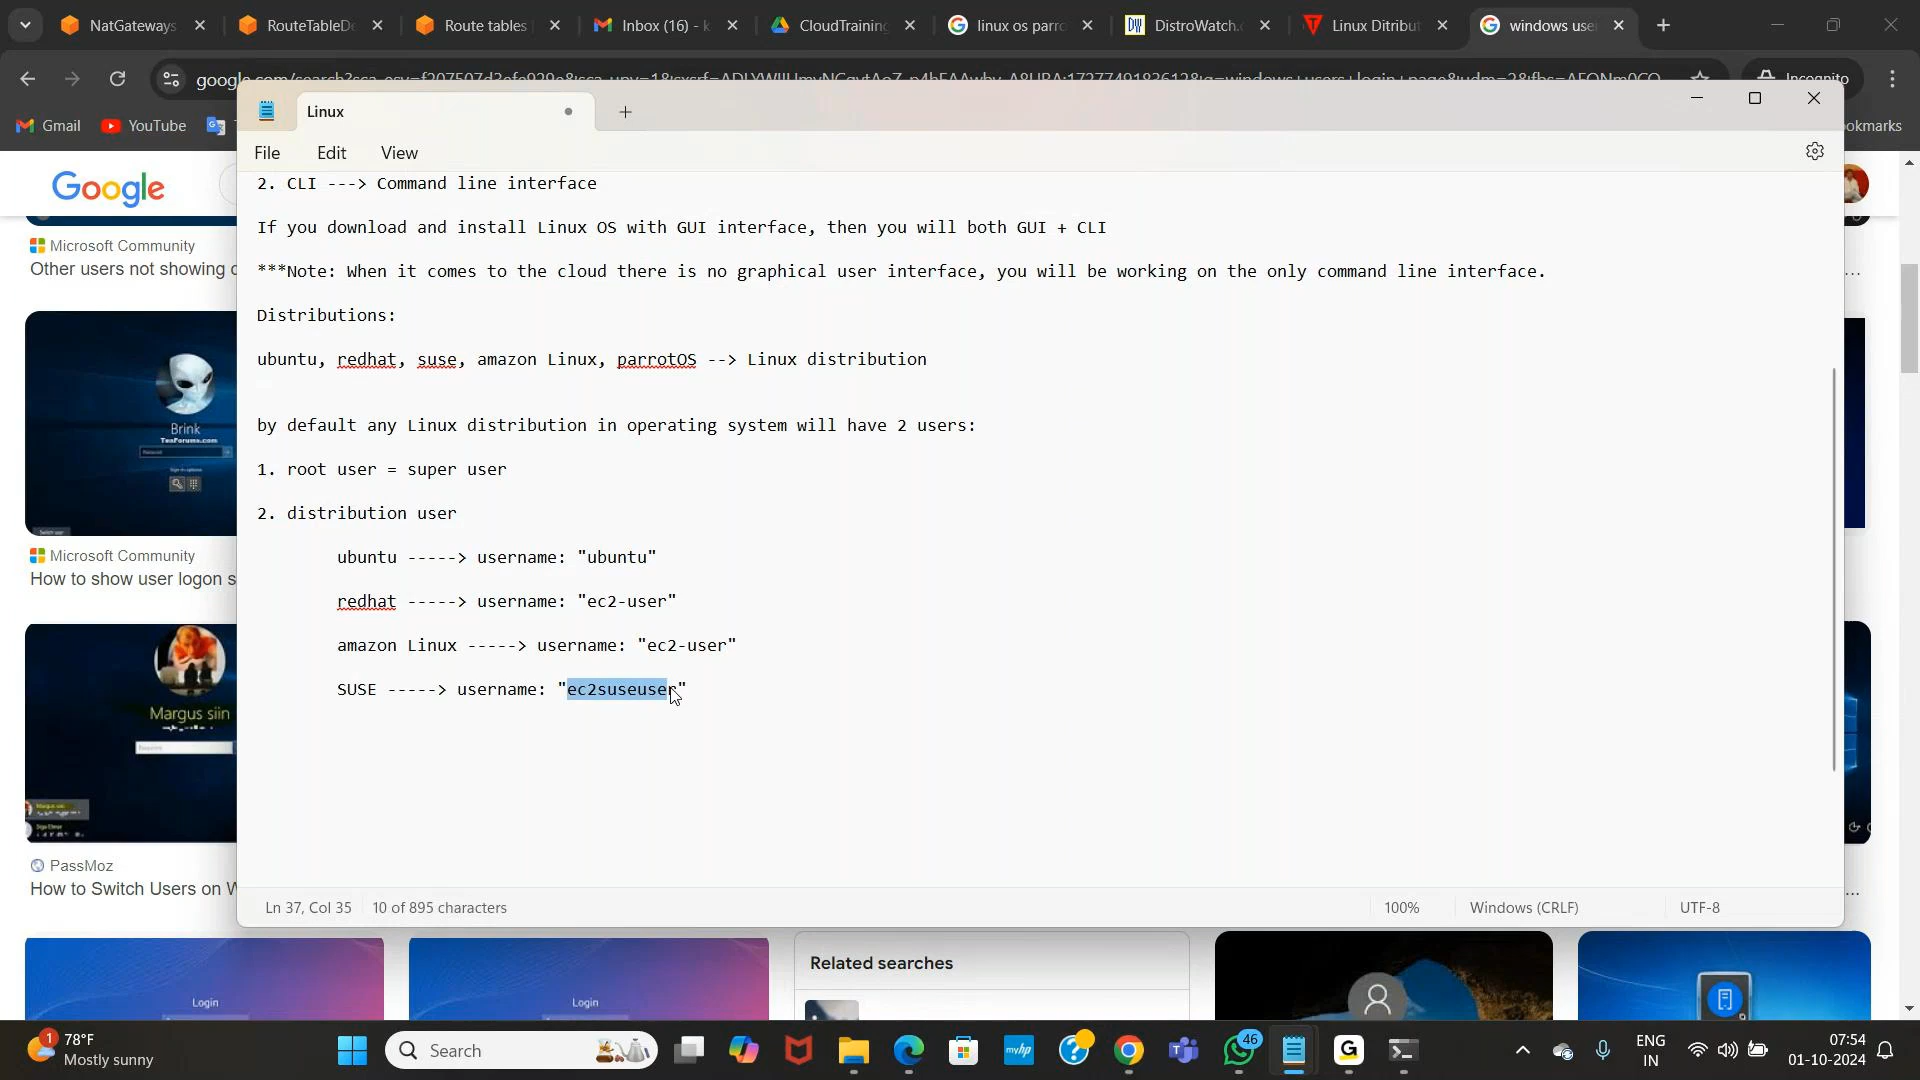 NatGateways
RouteTableDe
Route tables
Inbox (16) - k
CloudTraining
linux os parro
DistroWatch.
Linux Ditribut
windows use
Incognito
Gmail
YouTube
ookmarks
Google
Linux
File
Edit
View
2. CLI ---> Command line interface
If you download and install Linux OS with GUI interface, then you will both GUI + CLI
***Note: When it comes to the cloud there is no graphical user interface, you will be working on the only command line interface.
Distributions:
ubuntu, redhat, suse, amazon Linux, parrotOS --> Linux distribution
by default any Linux distribution in operating system will have 2 users:
1. root user = super user
2. distribution user
ubuntu -----> username: "ubuntu"
redhat -----> username: "ec2-user"
amazon Linux -----> username: "ec2-user"
SUSE -----> username: "ec2suseuser"
Ln 37, Col 35
10 of 895 characters
100%
Windows (CRLF)
UTF-8
Microsoft Community
Other users not showing o
Brink
TenForums.com
Microsoft Community
How to show user logon s
Margus siin
PassMoz
How to Switch Users on W
Login
Login
Related searches
1
78°F
Mostly sunny
Search
46
ENG
IN
07:54
01-10-2024